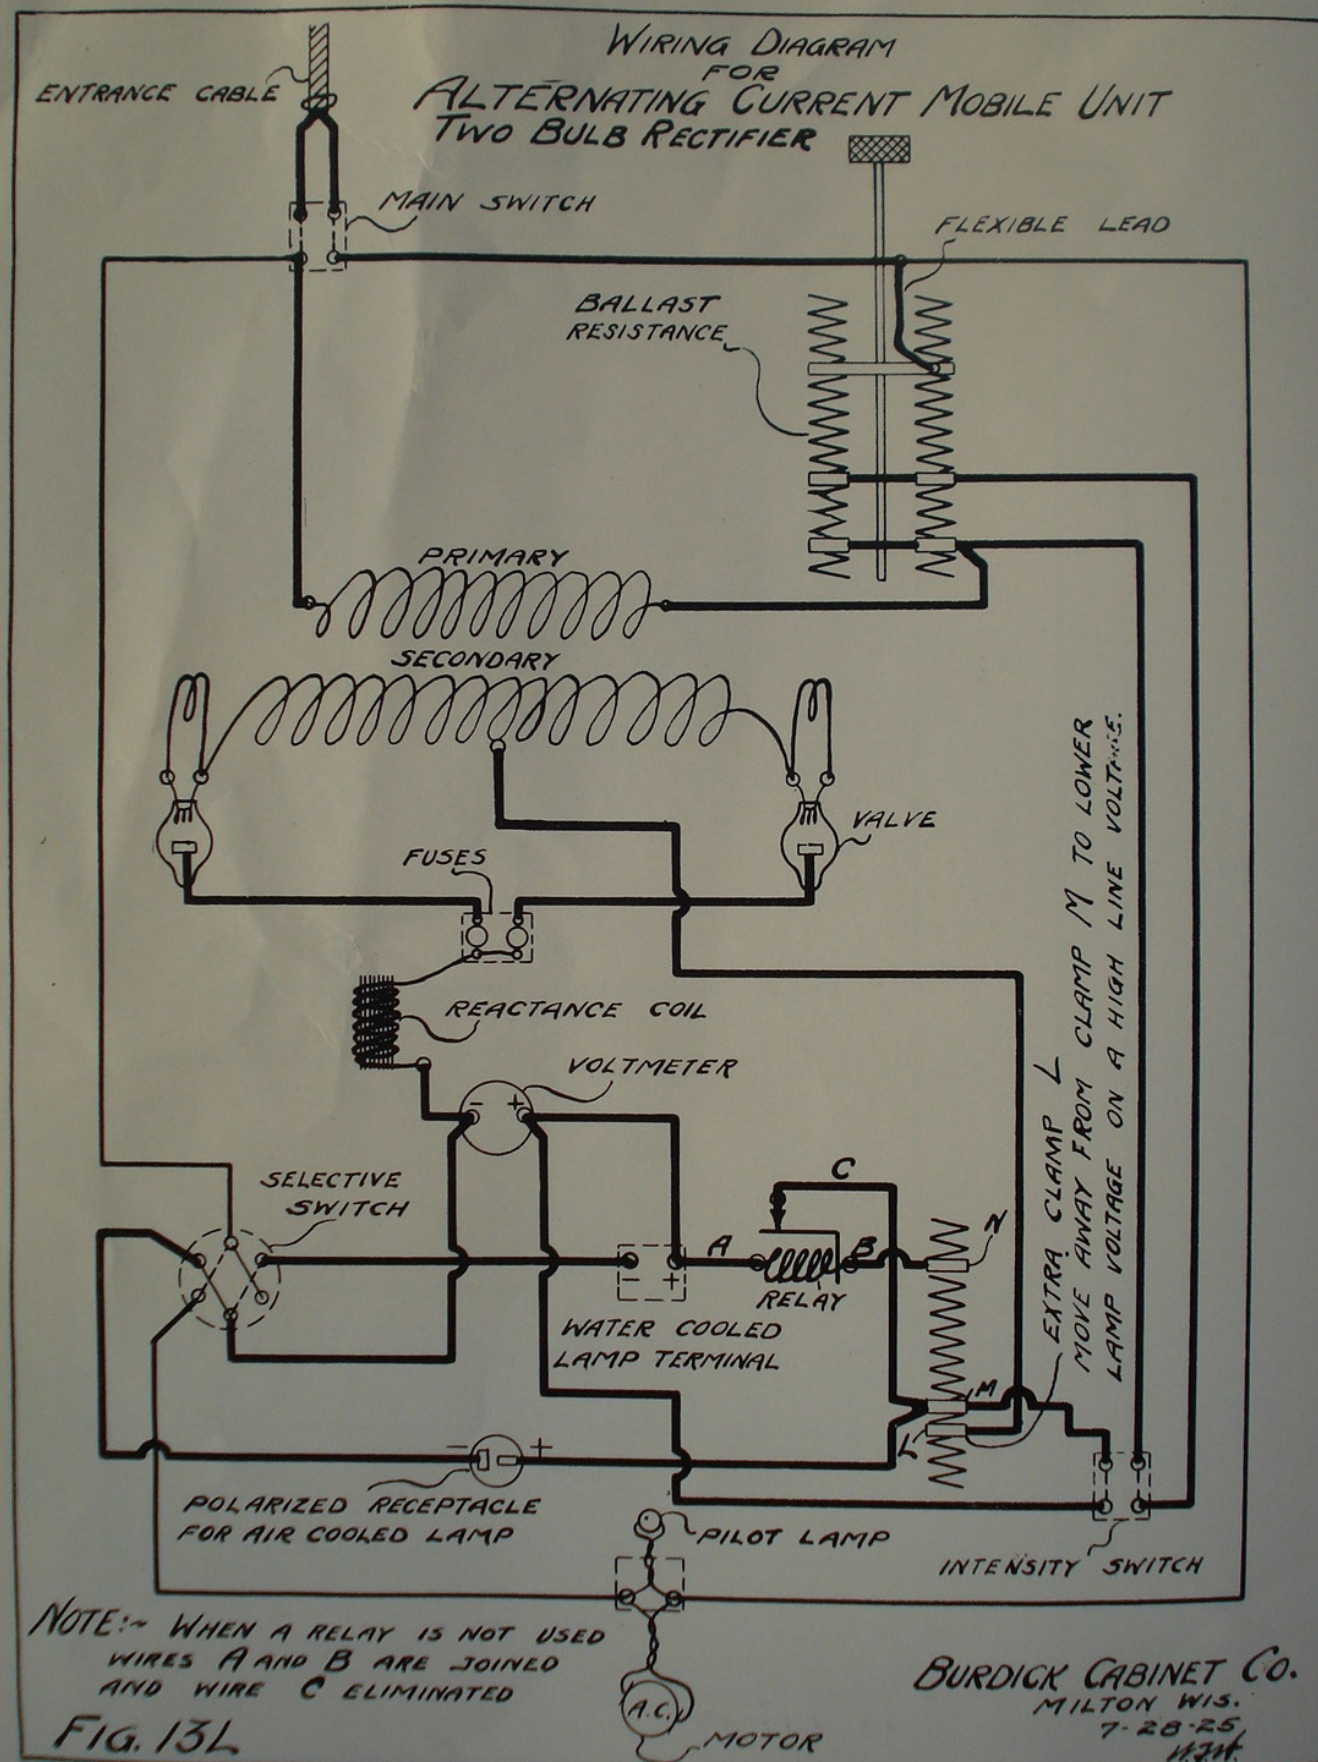 WIRING DIAGRAM
FOR
ALTERNATING CURRENT MOBILE UNIT
TWO BULB RECTIFIER
ENTRANCE CABLE
MAIN SWITCH
FLEXIBLE LEAD
BALLAST
RESISTANCE
PRIMARY
SECONDARY
VALVE
FUSES
REACTANCE COIL
VOLTMETER
- +
SELECTIVE
SWITCH
C
A
B
N
- +
RELAY
WATER COOLED
LAMP TERMINAL
M
L
EXTRA CLAMP L
MOVE AWAY FROM CLAMP M TO LOWER
LAMP VOLTAGE ON A HIGH LINE VOLTAGE.
- +
POLARIZED RECEPTACLE
FOR AIR COOLED LAMP
PILOT LAMP
INTENSITY SWITCH
NOTE:~ WHEN A RELAY IS NOT USED
WIRES A AND B ARE JOINED
AND WIRE C ELIMINATED
A.C.
MOTOR
FIG. 13L
BURDICK CABINET CO.
MILTON WIS.
7-28-25